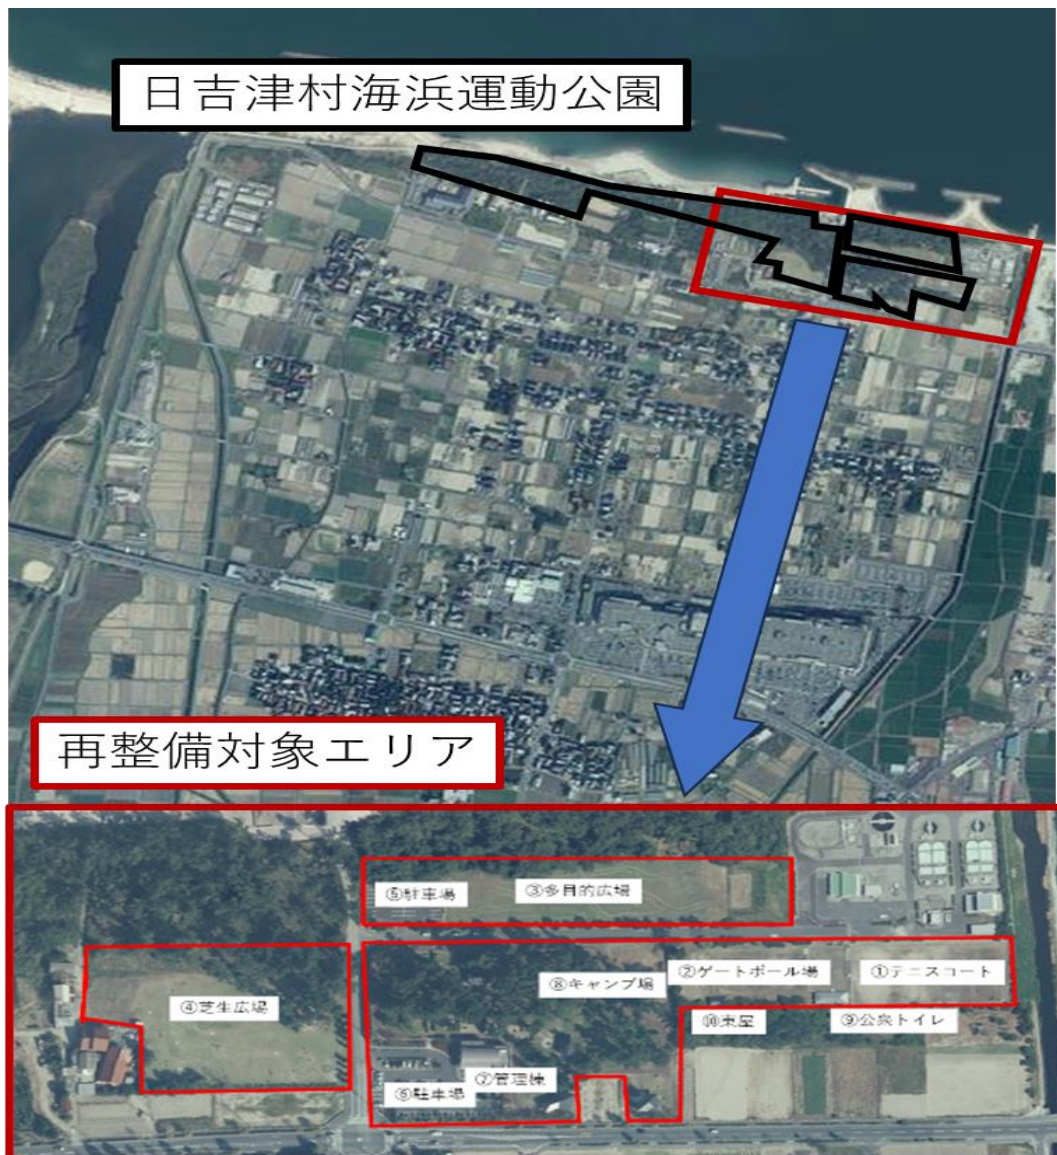 日吉津村海浜運動公園
再整備対象エリア
⑤駐車場
③多目的広場
②ゲートボール場
①テニスコート
⑧キャンプ場
④芝生広場
⑩東屋
⑨公衆トイレ
⑦管理棟
⑥駐車場